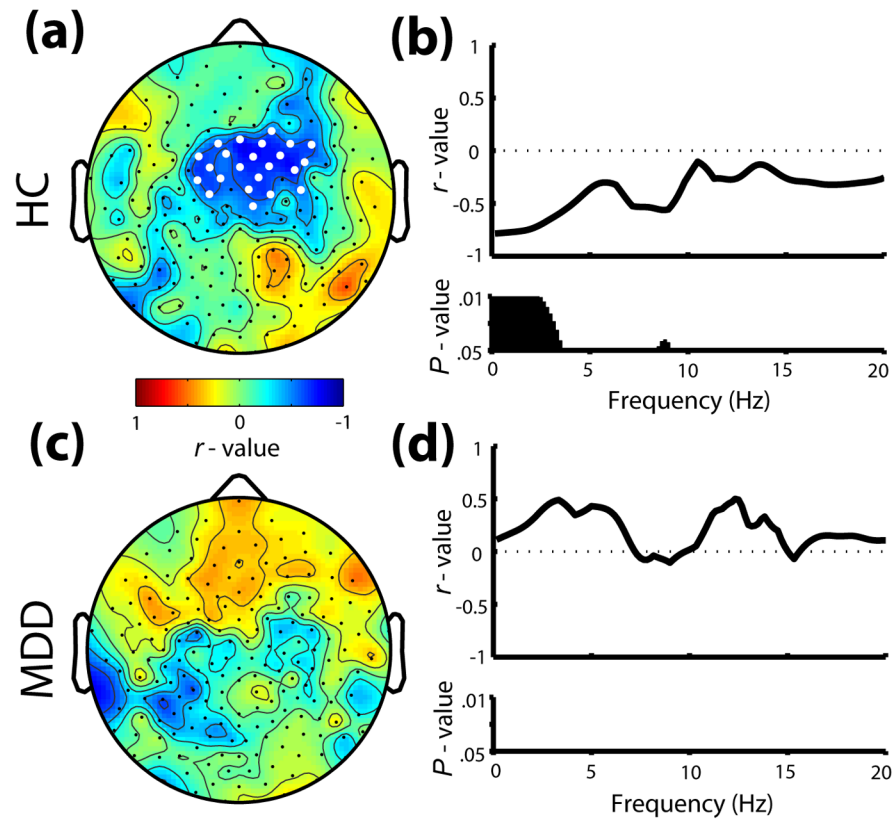 (a)
HC
(b)
1
0.5
0
-0.5
-1
r - value
.01
.05
P - value
0
5
10
15
20
Frequency (Hz)
1
0
-1
r - value
(c)
MDD
(d)
1
0.5
0
-0.5
-1
r - value
.01
.05
P - value
0
5
10
15
20
Frequency (Hz)